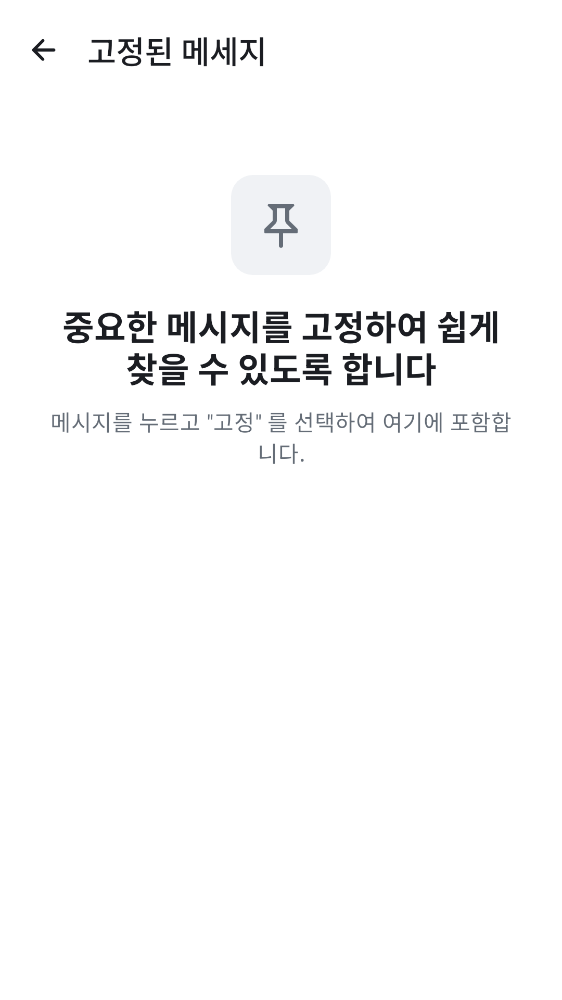 고정된 메세지
중요한 메시지를 고정하여 쉽게
찾을 수 있도록 합니다
메시지를 누르고 "고정" 를 선택하여 여기에 포함합
니다.